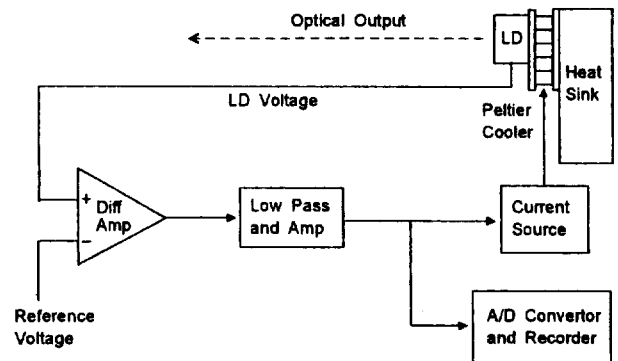 Optical Output
LD
Heat
Sink
LD Voltage
Peltier
Cooler
+
Diff
Amp
−
Low Pass
and Amp
Current
Source
Reference
Voltage
A/D Convertor
and Recorder